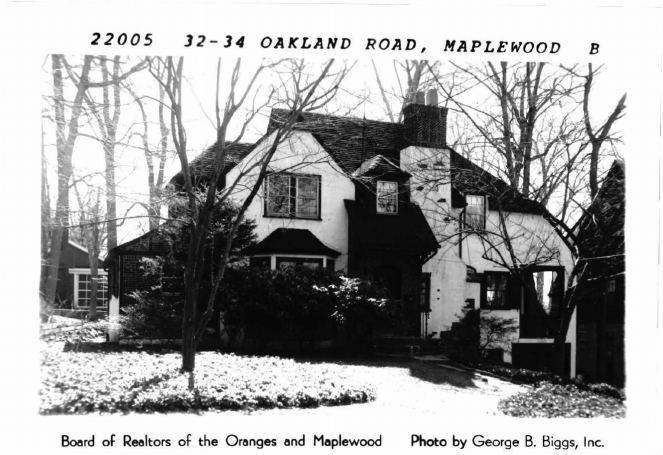 22005 32-34 OAKLAND ROAD, MAPLEWOOD B
Board of Realtors of the Oranges and Maplewood Photo by George B. Biggs, Inc.